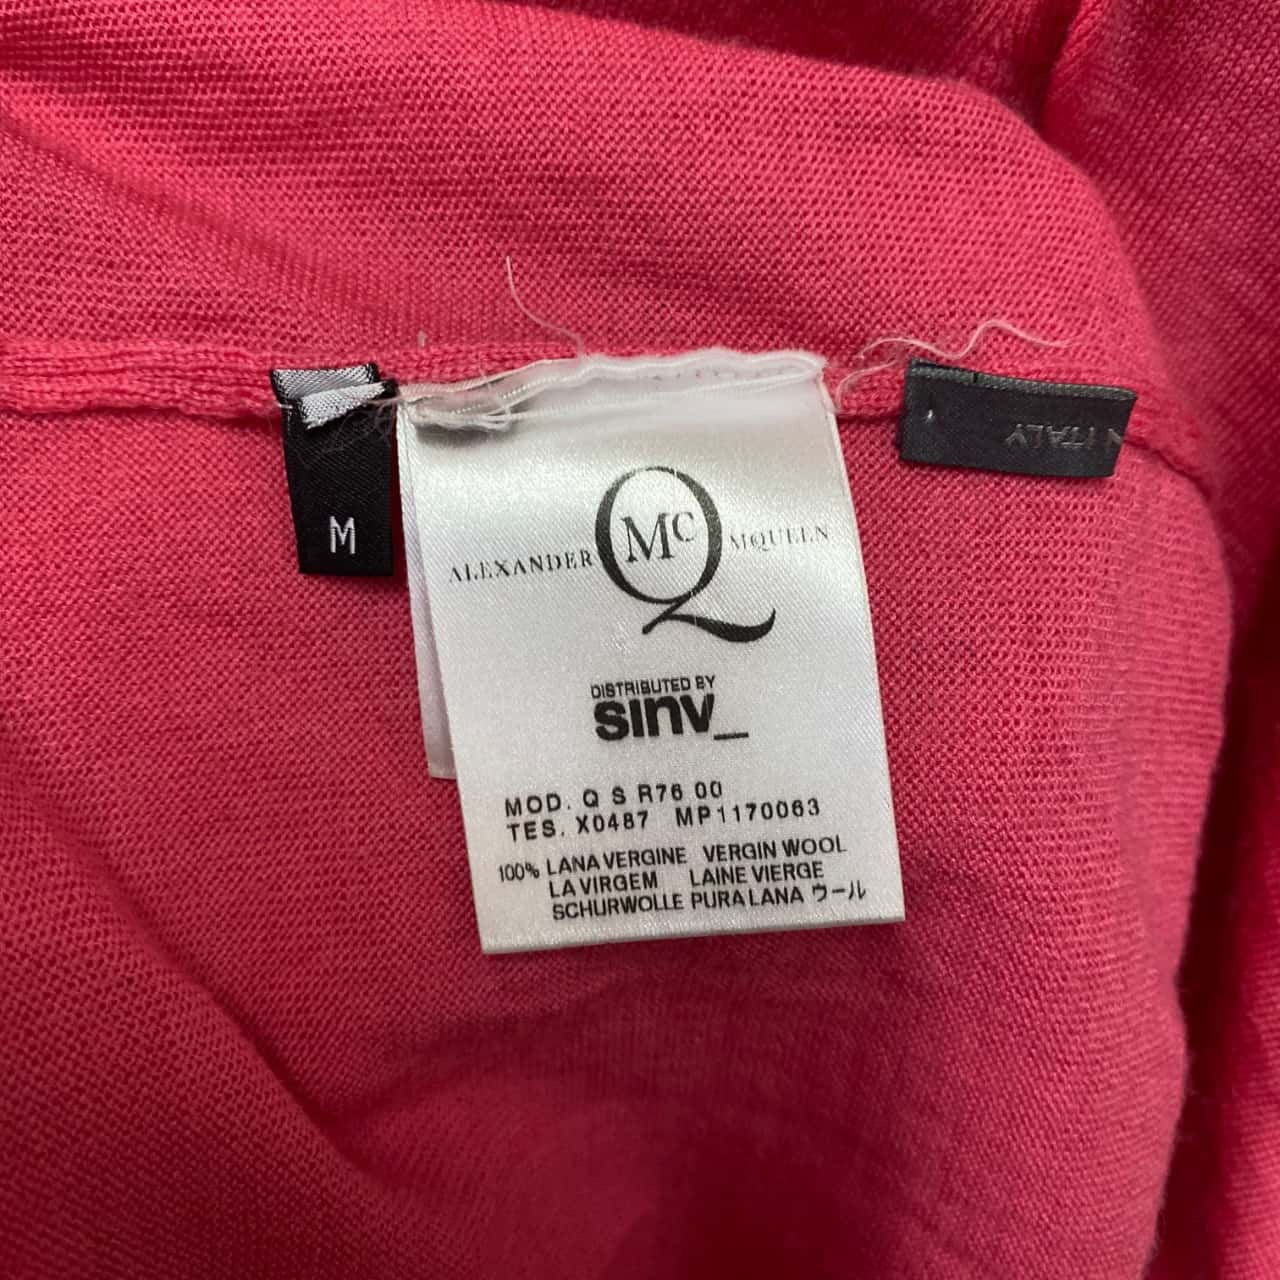 M
ALEXANDER McQ MCQUEEN
DISTRIBUTED BY
sinv_
MOD. Q S R76 00
TES. X0487 MP1170063
100% LANA VERGINE VERGIN WOOL
LA VIRGEM LAINE VIERGE
SCHURWOLLE PURA LANA ウール
N ITALY